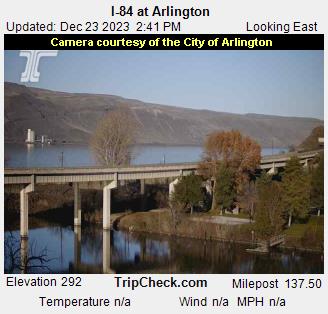 I-84 at Arlington
Updated: Dec 23 2023 2:41 PM Looking East
Camera courtesy of the City of Arlington
Elevation 292 TripCheck.com Milepost 137.50
Temperature n/a Wind n/a MPH n/a